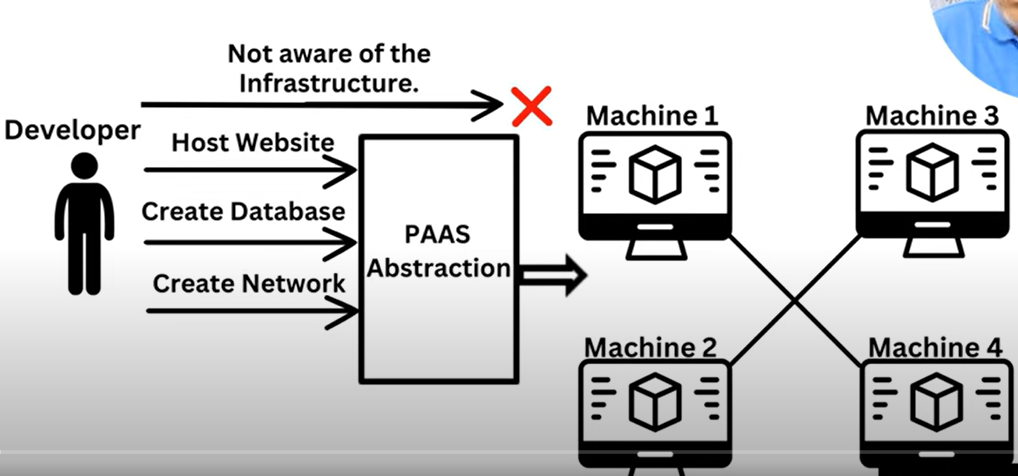 Not aware of the
Infrastructure.
Developer
Host Website
Create Database
Create Network
PAAS
Abstraction
Machine 1
Machine 3
Machine 2
Machine 4